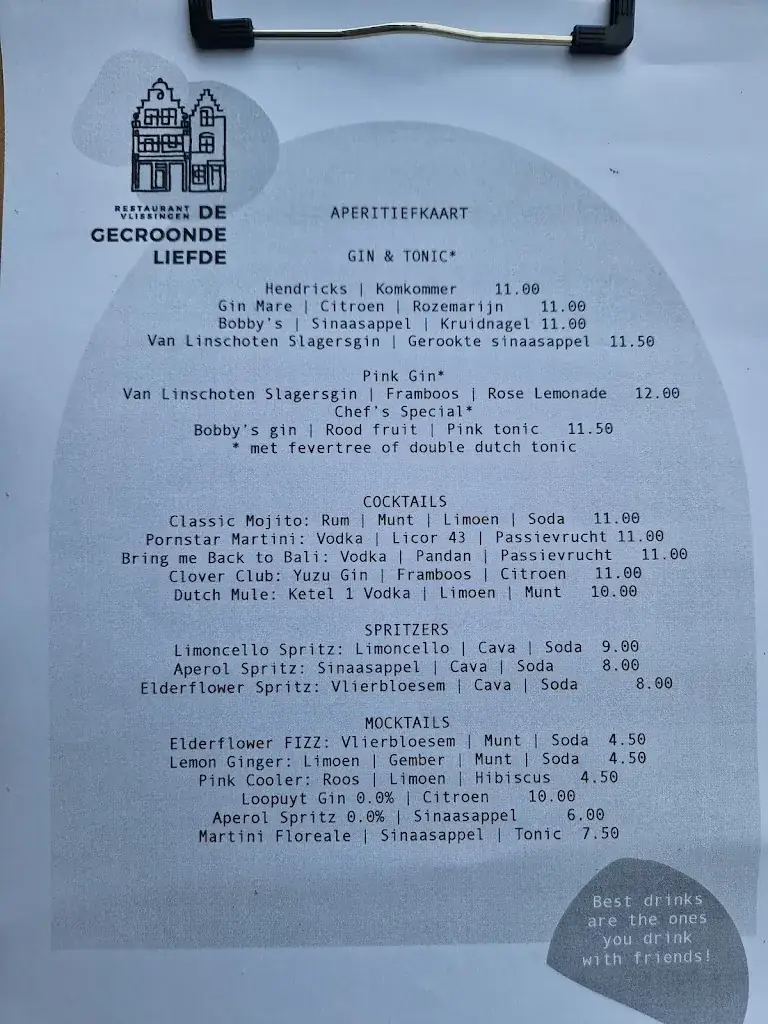 RESTAURANT
VLISSINGEN DE
GECROONDE
LIEFDE
APERITIEFKAART
GIN & TONIC*
Hendricks | Komkommer 11.00
Gin Mare | Citroen | Rozemarijn 11.00
Bobby's | Sinaasappel | Kruidnagel 11.00
Van Linschoten Slagersgin | Gerookte sinaasappel 11.50
Pink Gin*
Van Linschoten Slagersgin | Framboos | Rose Lemonade 12.00
Chef's Special*
Bobby's gin | Rood fruit | Pink tonic 11.50
* met fevertree of double dutch tonic
COCKTAILS
Classic Mojito: Rum | Munt | Limoen | Soda 11.00
Pornstar Martini: Vodka | Licor 43 | Passievrucht 11.00
Bring me Back to Bali: Vodka | Pandan | Passievrucht 11.00
Clover Club: Yuzu Gin | Framboos | Citroen 11.00
Dutch Mule: Ketel 1 Vodka | Limoen | Munt 10.00
SPRITZERS
Limoncello Spritz: Limoncello | Cava | Soda 9.00
Aperol Spritz: Sinaasappel | Cava | Soda 8.00
Elderflower Spritz: Vlierbloesem | Cava | Soda 8.00
MOCKTAILS
Elderflower FIZZ: Vlierbloesem | Munt | Soda 4.50
Lemon Ginger: Limoen | Gember | Munt | Soda 4.50
Pink Cooler: Roos | Limoen | Hibiscus 4.50
Loopuyt Gin 0.0% | Citroen 10.00
Aperol Spritz 0.0% | Sinaasappel 6.00
Martini Floreale | Sinaasappel | Tonic 7.50
Best drinks
are the ones
you drink
with friends!